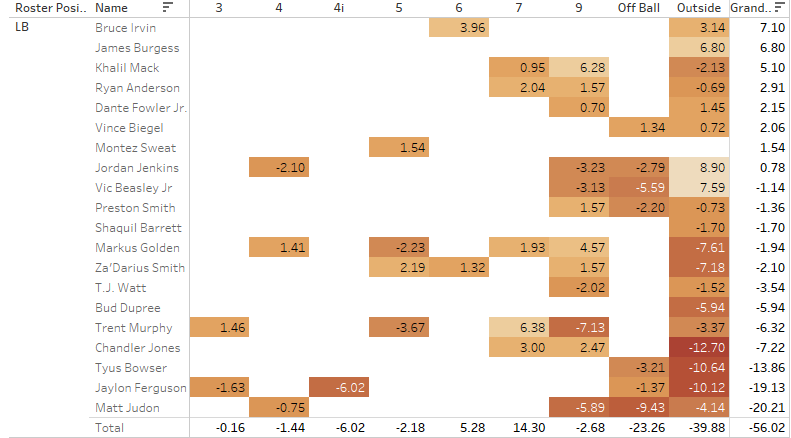 Roster Posi.. Name 3 4 4i 5 6 7 9 Off Ball Outside Grand..
LB Bruce Irvin 3.96 3.14 7.10
James Burgess 6.80 6.80
Khalil Mack 0.95 6.28 -2.13 5.10
Ryan Anderson 2.04 1.57 -0.69 2.91
Dante Fowler Jr. 0.70 1.45 2.15
Vince Biegel 1.34 0.72 2.06
Montez Sweat 1.54 1.54
Jordan Jenkins -2.10 -3.23 -2.79 8.90 0.78
Vic Beasley Jr -3.13 -5.59 7.59 -1.14
Preston Smith 1.57 -2.20 -0.73 -1.36
Shaquil Barrett -1.70 -1.70
Markus Golden 1.41 -2.23 1.93 4.57 -7.61 -1.94
Za'Darius Smith 2.19 1.32 1.57 -7.18 -2.10
T.J. Watt -2.02 -1.52 -3.54
Bud Dupree -5.94 -5.94
Trent Murphy 1.46 -3.67 6.38 -7.13 -3.37 -6.32
Chandler Jones 3.00 2.47 -12.70 -7.22
Tyus Bowser -3.21 -10.64 -13.86
Jaylon Ferguson -1.63 -6.02 -1.37 -10.12 -19.13
Matt Judon -0.75 -5.89 -9.43 -4.14 -20.21
Total -0.16 -1.44 -6.02 -2.18 5.28 14.30 -2.68 -23.26 -39.88 -56.02